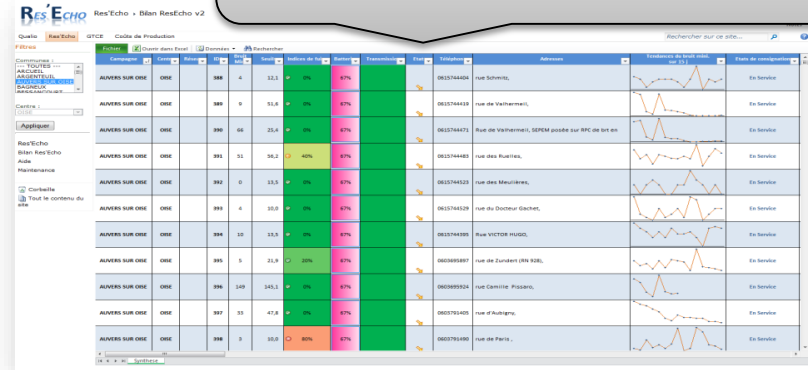 RES'ECHO Res'Echo › Bilan ResEcho v2
Qualio Res'Echo GTCE Coûts de Production Rechercher sur ce site...
Filtres
Communes :
--- TOUTES ---
ARCUEIL
ARGENTEUIL
AUVERS SUR OISE
BAGNEUX
BESSANCOURT
Centre :
OISE
Appliquer
Res'Echo
Bilan Res'Echo
Aide
Maintenance
Corbeille
Tout le contenu du site
Fichier Ouvrir dans Excel Données Rechercher
Campagne Adresses Tendances du bruit mini. sur 15 j Etats de consignation
AUVERS SUR OISE OISE 388 4 12,1 0% 67% 0615744404 rue Schmitz, En Service
AUVERS SUR OISE OISE 389 9 51,6 0% 67% 0615744419 rue de Valhermeil, En Service
AUVERS SUR OISE OISE 390 66 25,4 0% 67% 0615744471 Rue de Valhermeil, SEPEM posée sur RPC de brt en En Service
AUVERS SUR OISE OISE 391 51 56,2 40% 67% 0615744483 rue des Ruelles, En Service
AUVERS SUR OISE OISE 392 0 13,5 0% 67% 0615744523 rue des Meulières, En Service
AUVERS SUR OISE OISE 393 4 10,0 0% 67% 0615744529 rue du Docteur Gachet, En Service
AUVERS SUR OISE OISE 394 10 13,5 0% 67% 0615744395 Rue VICTOR HUGO, En Service
AUVERS SUR OISE OISE 395 5 21,9 20% 67% 0603695897 rue de Zundert (RN 928), En Service
AUVERS SUR OISE OISE 396 149 145,1 0% 67% 0603695924 rue Camille Pissaro, En Service
AUVERS SUR OISE OISE 397 33 47,8 0% 67% 0603791405 rue d'Aubigny, En Service
AUVERS SUR OISE OISE 398 3 10,0 80% 67% 0603791490 rue de Paris , En Service
Synthese